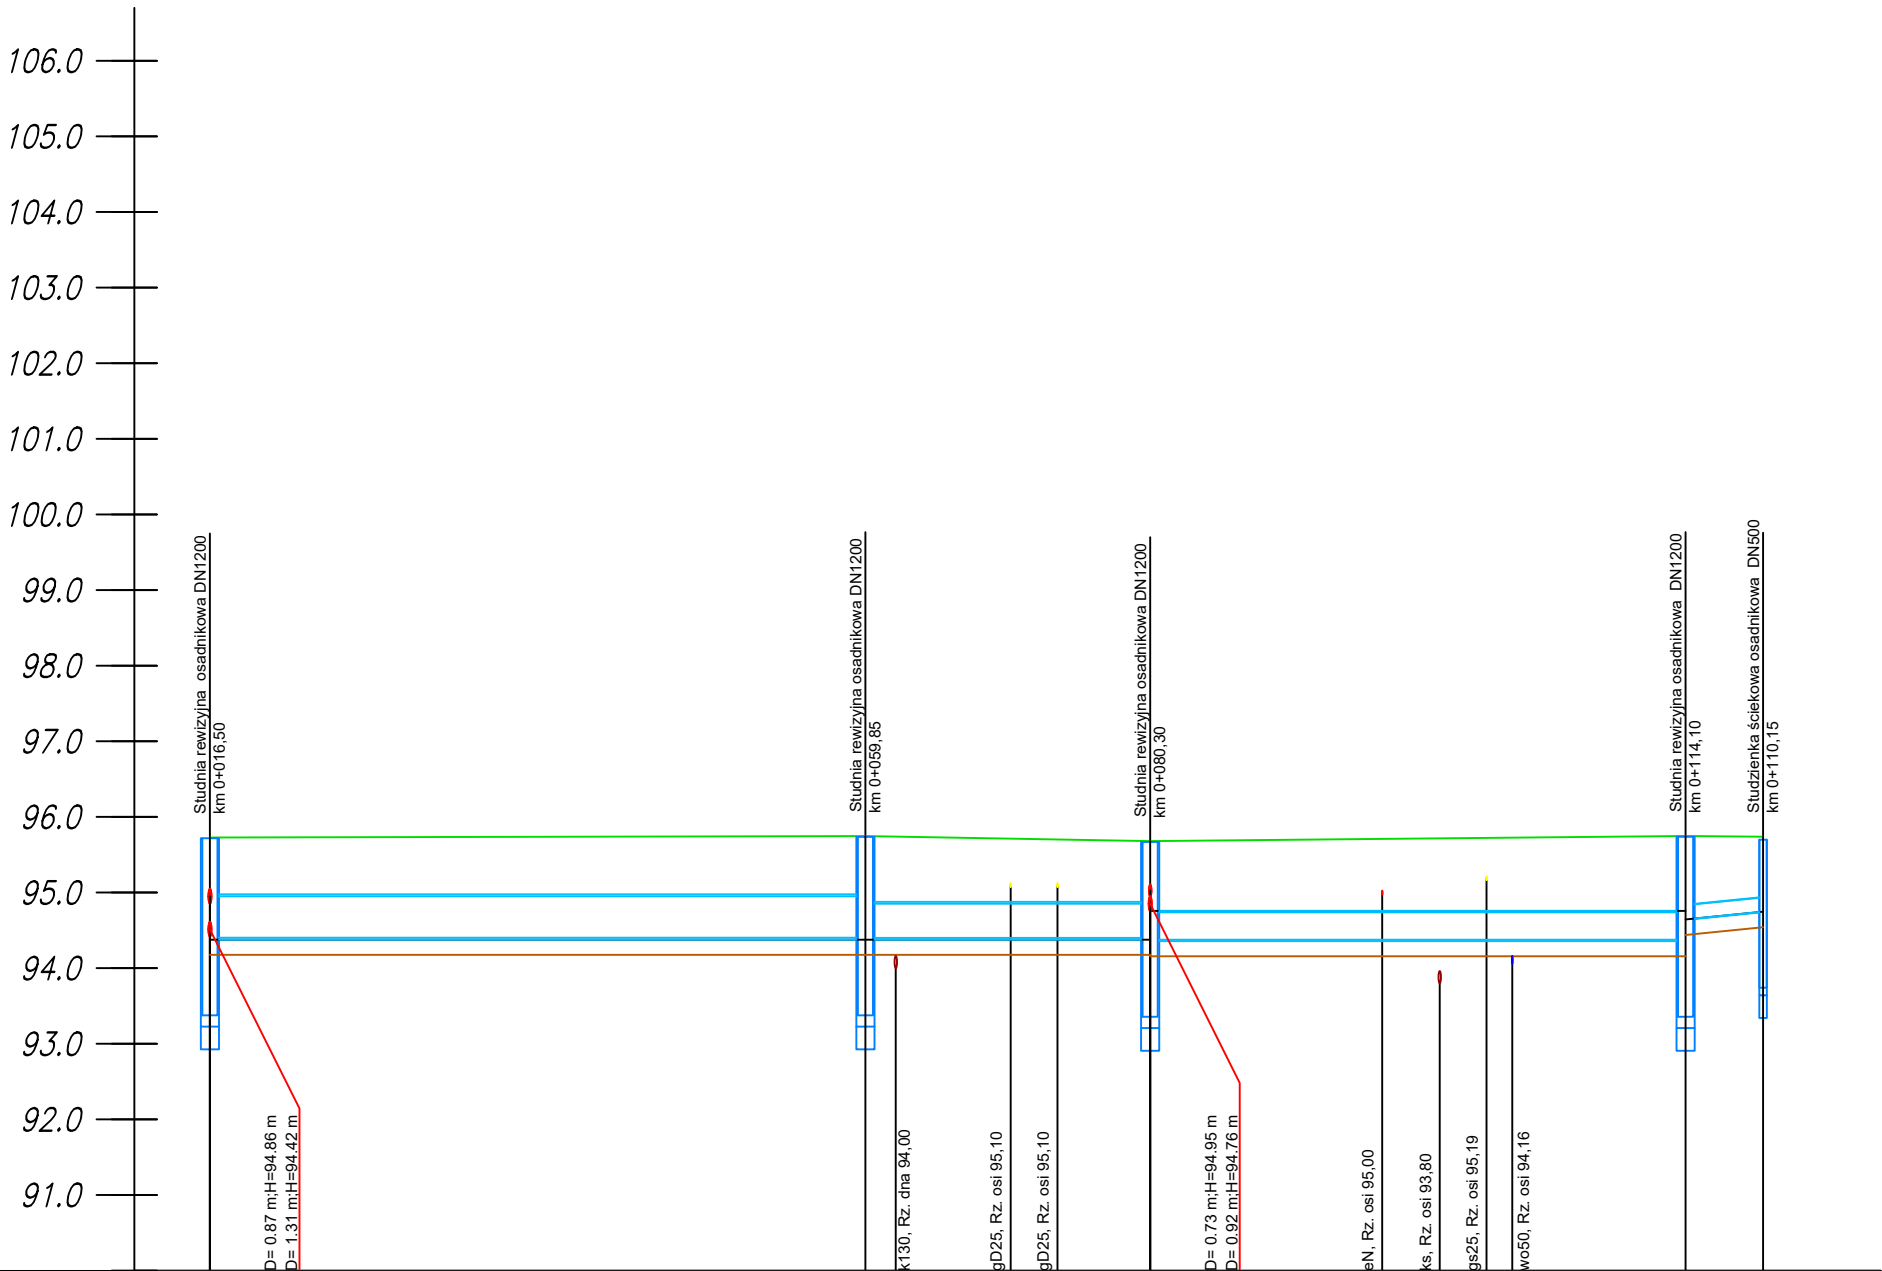 106.0
105.0
104.0
103.0
102.0
101.0
100.0
99.0
98.0
97.0
96.0
95.0
94.0
93.0
92.0
91.0
Studnia rewizyjna osadnikowa DN1200
km 0+016,50
Studnia rewizyjna osadnikowa DN1200
km 0+059,85
Studnia rewizyjna osadnikowa DN1200
km 0+080,30
Studnia rewizyjna osadnikowa DN1200
km 0+114,10
Studzienka ściekowa osadnikowa DN500
km 0+110,15
D= 0.87 m;H=94.86 m
D= 1.31 m;H=94.42 m
k130, Rz. dna 94,00
gD25, Rz. osi 95,10
gD25, Rz. osi 95,10
D= 0.73 m;H=94.95 m
D= 0.92 m;H=94.76 m
eN, Rz. osi 95,00
ks, Rz. osi 93,80
gs25, Rz. osi 95,19
wo50, Rz. osi 94,16